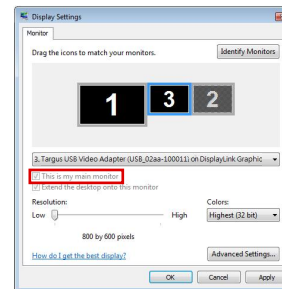 Display Settings
Monitor
Drag the icons to match your monitors.
Identify Monitors
1
3
2
3. Targus USB Video Adapter (USB_02aa-100011) on DisplayLink Graphic
This is my main monitor
Extend the desktop onto this monitor
Resolution:
Colors:
Low
High
Highest (32 bit)
800 by 600 pixels
How do I get the best display?
Advanced Settings...
OK
Cancel
Apply